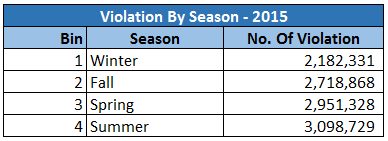 Violation By Season - 2015
Bin Season No. Of Violation
1 Winter 2,182,331
2 Fall 2,718,868
3 Spring 2,951,328
4 Summer 3,098,729